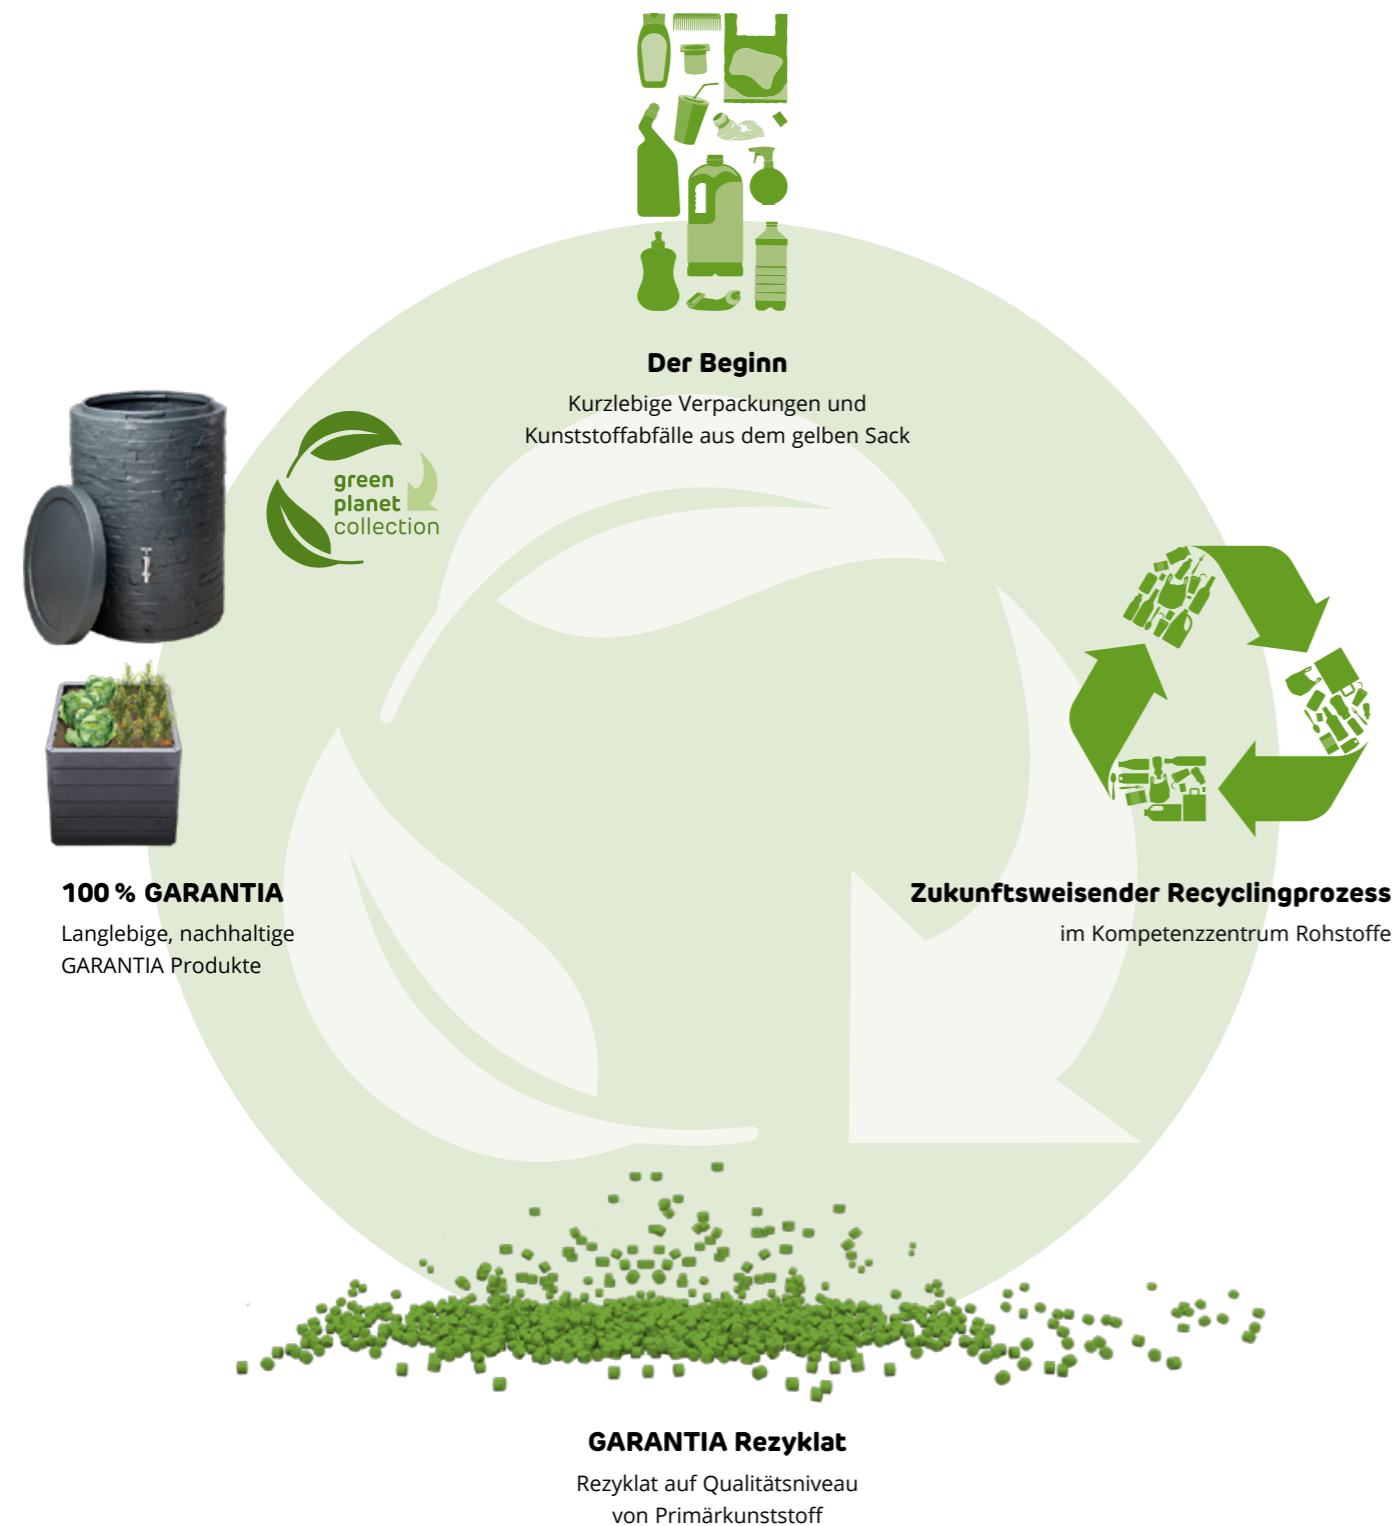 Der Beginn
Kurzlebige Verpackungen und
Kunststoffabfälle aus dem gelben Sack
green
planet
collection
Zukunftsweisender Recyclingprozess
im Kompetenzzentrum Rohstoffe
100 % GARANTIA
Langlebige, nachhaltige
GARANTIA Produkte
GARANTIA Rezyklat
Rezyklat auf Qualitätsniveau
von Primärkunststoff